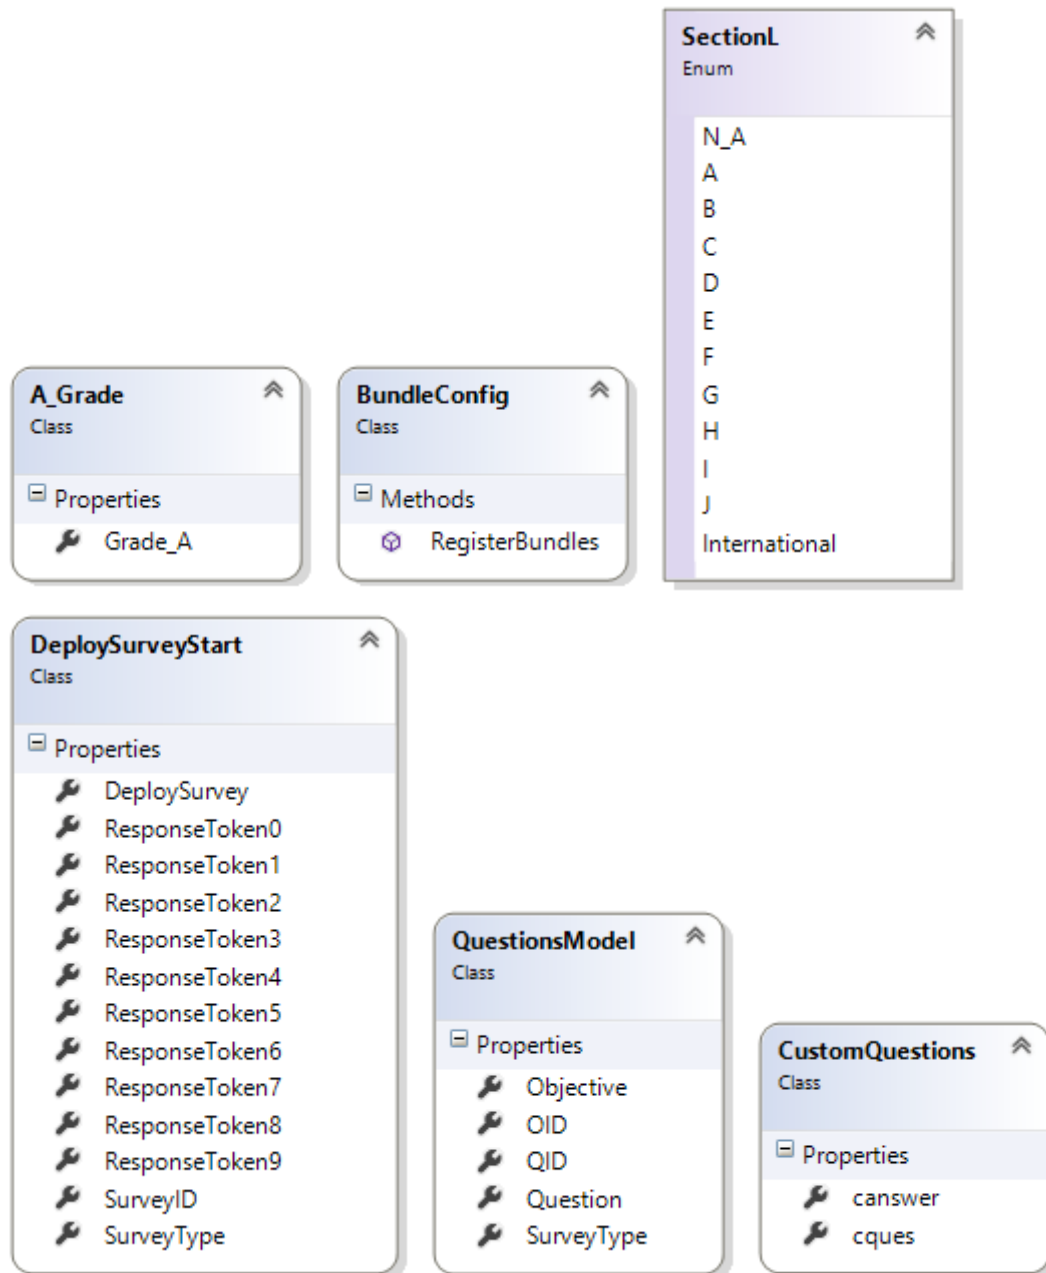 SectionL
Enum
N_A
A
B
C
D
E
F
G
H
I
J
International
A_Grade
Class
Properties
Grade_A
BundleConfig
Class
Methods
RegisterBundles
DeploySurveyStart
Class
Properties
DeploySurvey
ResponseToken0
ResponseToken1
ResponseToken2
ResponseToken3
ResponseToken4
ResponseToken5
ResponseToken6
ResponseToken7
ResponseToken8
ResponseToken9
SurveyID
SurveyType
QuestionsModel
Class
Properties
Objective
OID
QID
Question
SurveyType
CustomQuestions
Class
Properties
canswer
cques